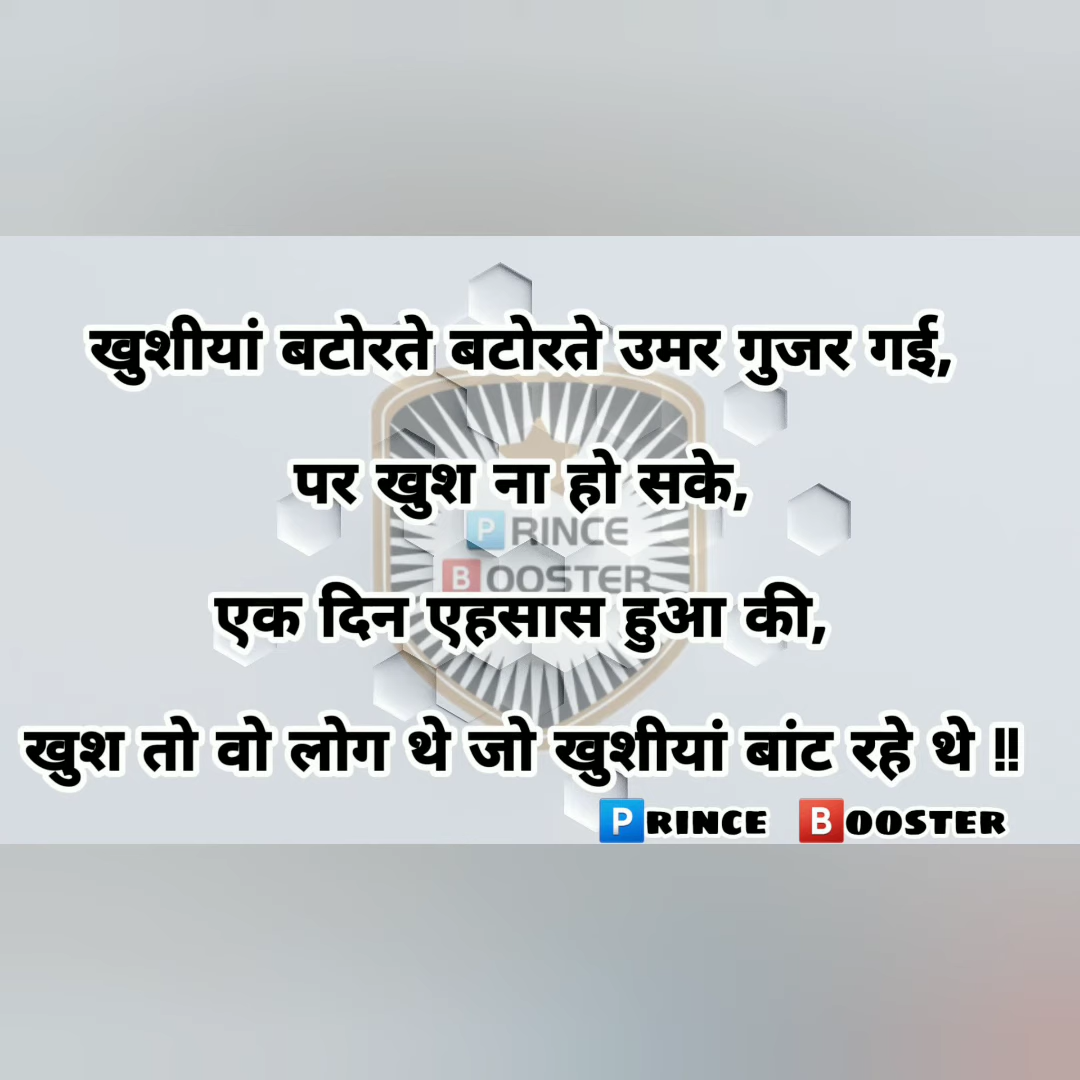 खुशीयां बटोरते बटोरते उमर गुजर गई,
पर खुश ना हो सके,
PRINCE
BOOSTER
एक दिन एहसास हुआ की,
खुश तो वो लोग थे जो खुशीयां बांट रहे थे !!
PRINCE BOOSTER